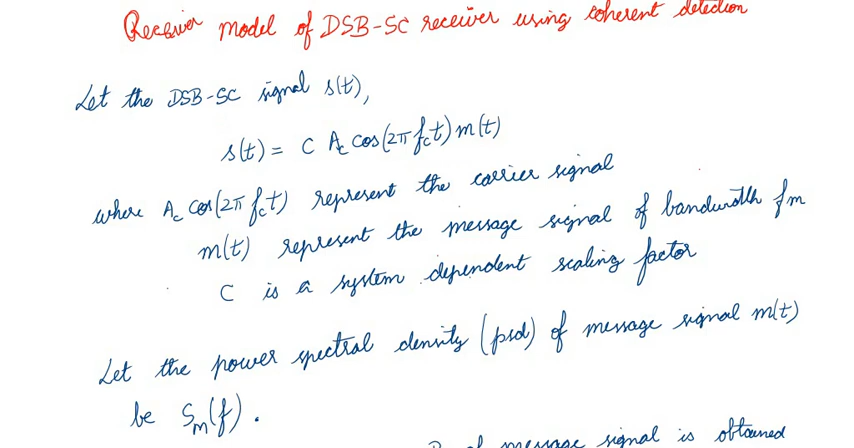 Receiver model of DSB-SC receiver using coherent detection
Let the DSB-SC signal s(t),
s(t) = C A_c cos(2π f_c t) m(t)
where A_c cos(2π f_c t) represent the carrier signal
m(t) represent the message signal of bandwidth fm
C is a system dependent scaling factor
Let the power spectral density (psd) of message signal m(t)
be S_m(f).
of message signal is obtained